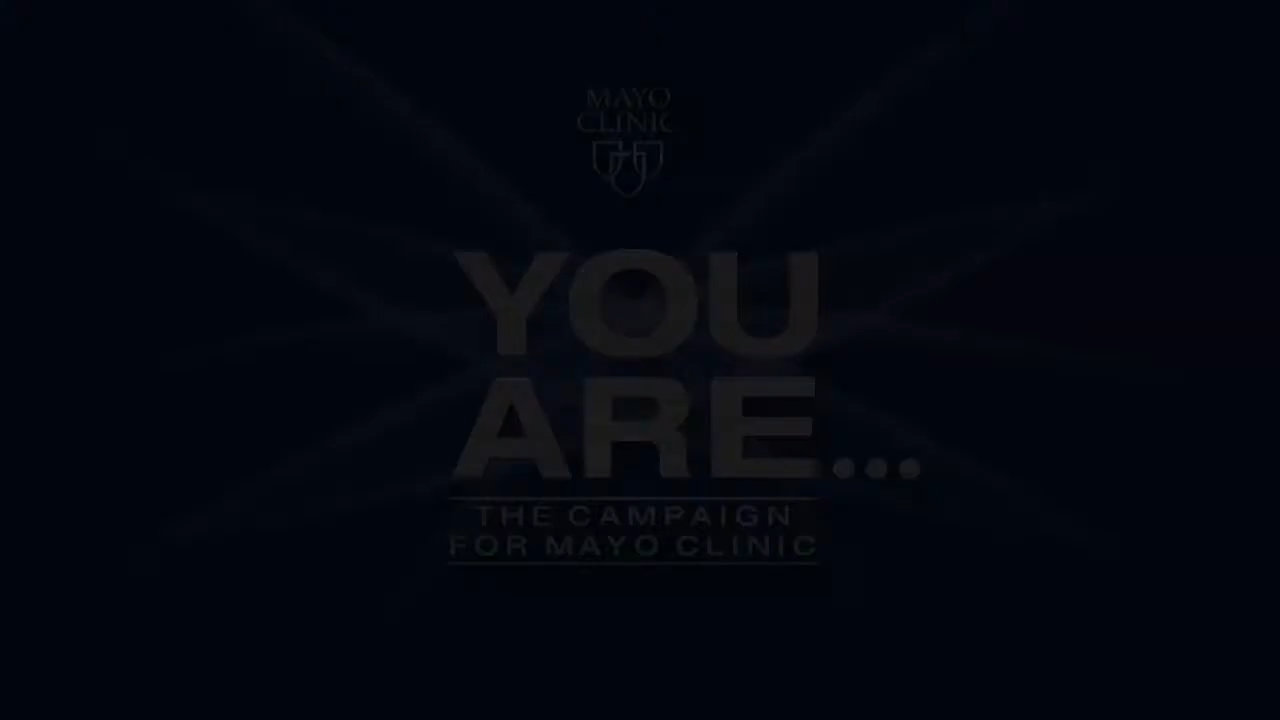 MAYO
CLINIC
YOU
ARE...
THE CAMPAIGN
FOR MAYO CLINIC